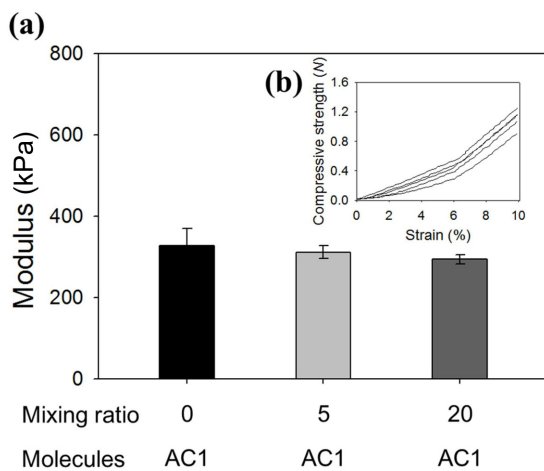 (a)
800
600
400
200
0
Modulus (kPa)
(b)
Compressive strength (N)
1.6
1.2
0.8
0.4
0.0
0 2 4 6 8 10
Strain (%)
Mixing ratio 0 5 20
Molecules AC1 AC1 AC1